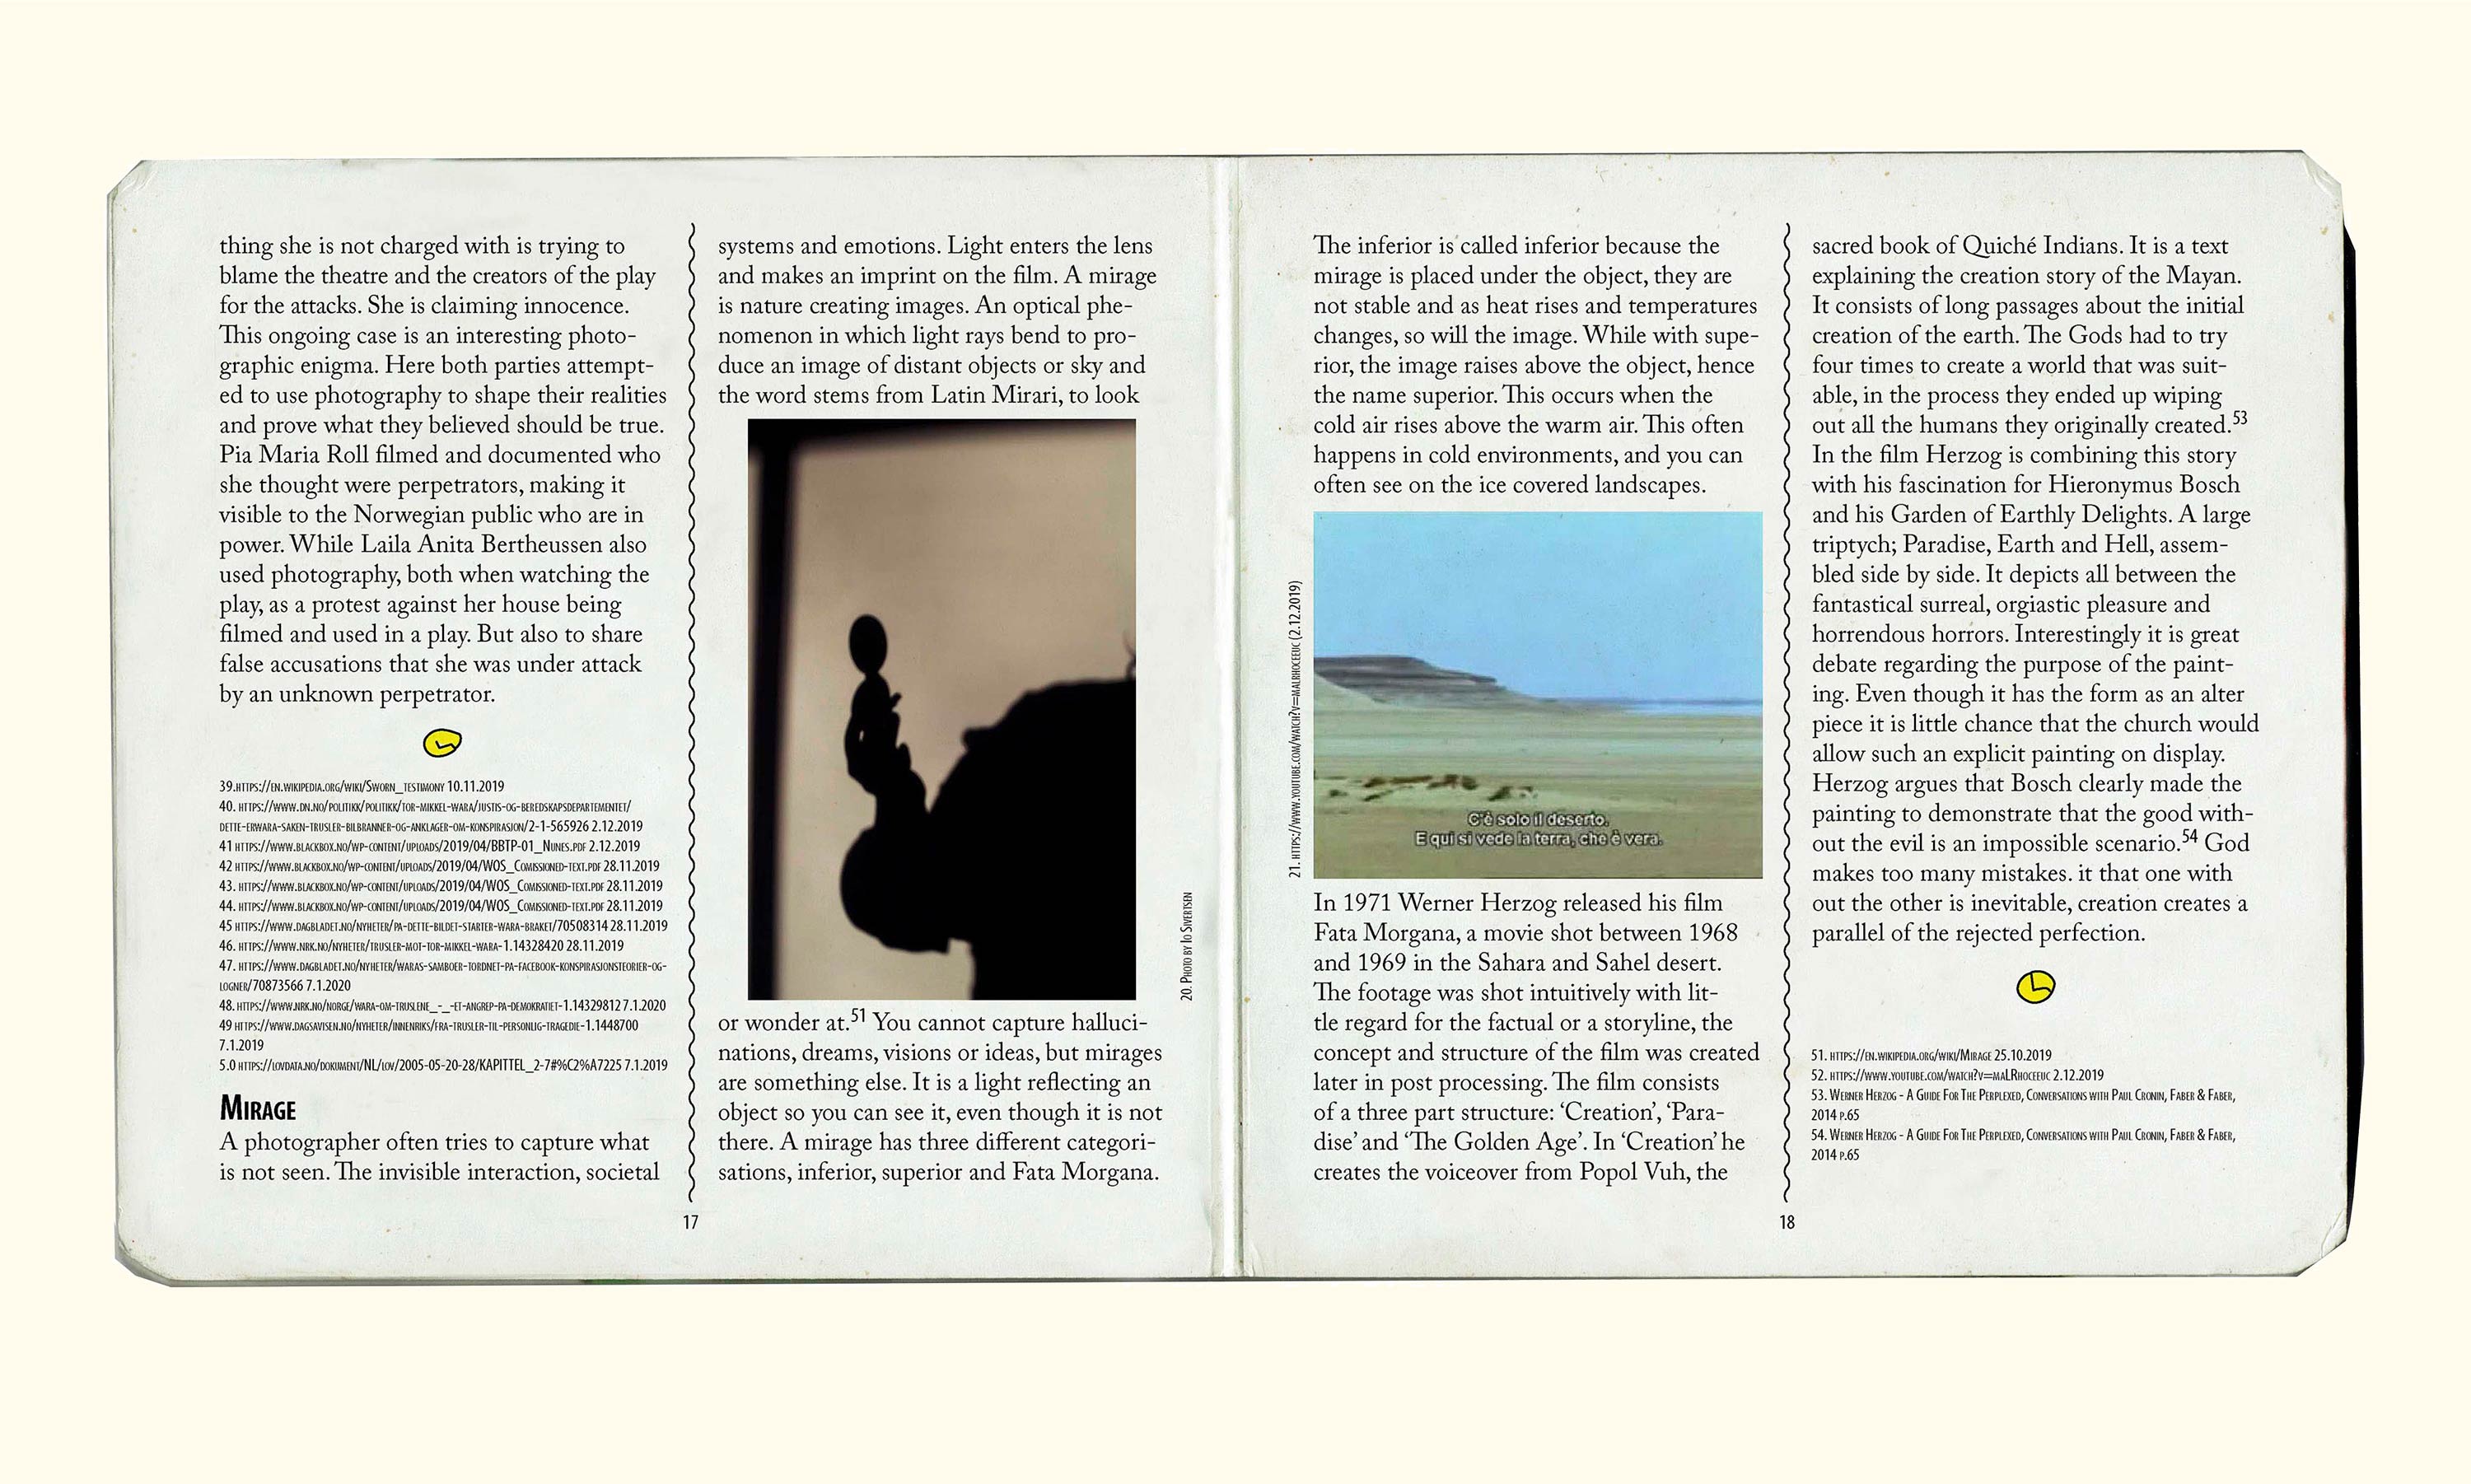 thing she is not charged with is trying to
blame the theatre and the creators of the play
for the attacks. She is claiming innocence.
This ongoing case is an interesting photo-
graphic enigma. Here both parties attempt-
ed to use photography to shape their realities
and prove what they believed should be true.
Pia Maria Roll filmed and documented who
she thought were perpetrators, making it
visible to the Norwegian public who are in
power. While Laila Anita Bertheussen also
used photography, both when watching the
play, as a protest against her house being
filmed and used in a play. But also to share
false accusations that she was under attack
by an unknown perpetrator.
39.https://en.wikipedia.org/wiki/Sworn_testimony 10.11.2019
40. https://www.dn.no/politikk/politikk/tor-mikkel-wara/justis-og-beredskapsdepartementet/
dette-erwara-saken-trusler-bilbranner-og-anklager-om-konspirasjon/2-1-565926 2.12.2019
41 https://www.blackbox.no/wp-content/uploads/2019/04/BBTP-01_Nunes.pdf 2.12.2019
42 https://www.blackbox.no/wp-content/uploads/2019/04/WOS_Comissioned-text.pdf 28.11.2019
43. https://www.blackbox.no/wp-content/uploads/2019/04/WOS_Comissioned-text.pdf 28.11.2019
44. https://www.blackbox.no/wp-content/uploads/2019/04/WOS_Comissioned-text.pdf 28.11.2019
45 https://www.dagbladet.no/nyheter/pa-dette-bildet-starter-wara-braket/70508314 28.11.2019
46. https://www.nrk.no/nyheter/trusler-mot-tor-mikkel-wara-1.14328420 28.11.2019
47. https://www.dagbladet.no/nyheter/waras-samboer-tordnet-pa-facebook-konspirasjonsteorier-og-
logner/70873566 7.1.2020
48. https://www.nrk.no/norge/wara-om-truslene_-_-et-angrep-pa-demokratiet-1.14329812 7.1.2020
49 https://www.dagsavisen.no/nyheter/innenriks/fra-trusler-til-personlig-tragedie-1.1448700
7.1.2019
5.0 https://lovdata.no/dokument/NL/lov/2005-05-20-28/KAPITTEL_2-7#%C2%A7225 7.1.2019
Mirage
A photographer often tries to capture what
is not seen. The invisible interaction, societal
17
systems and emotions. Light enters the lens
and makes an imprint on the film. A mirage
is nature creating images. An optical phe-
nomenon in which light rays bend to pro-
duce an image of distant objects or sky and
the word stems from Latin Mirari, to look
20. Photo by Io Sivertsen
or wonder at.51 You cannot capture halluci-
nations, dreams, visions or ideas, but mirages
are something else. It is a light reflecting an
object so you can see it, even though it is not
there. A mirage has three different categori-
sations, inferior, superior and Fata Morgana.
The inferior is called inferior because the
mirage is placed under the object, they are
not stable and as heat rises and temperatures
changes, so will the image. While with supe-
rior, the image raises above the object, hence
the name superior. This occurs when the
cold air rises above the warm air. This often
happens in cold environments, and you can
often see on the ice covered landscapes.
21. https://www.youtube.com/watch?v=maLRhoceeuc (2.12.2019)
C'è solo il deserto.
E qui si vede la terra, che è vera.
In 1971 Werner Herzog released his film
Fata Morgana, a movie shot between 1968
and 1969 in the Sahara and Sahel desert.
The footage was shot intuitively with lit-
tle regard for the factual or a storyline, the
concept and structure of the film was created
later in post processing. The film consists
of a three part structure: ‘Creation’, ‘Para-
dise’ and ‘The Golden Age’. In ‘Creation’ he
creates the voiceover from Popol Vuh, the
18
sacred book of Quiché Indians. It is a text
explaining the creation story of the Mayan.
It consists of long passages about the initial
creation of the earth. The Gods had to try
four times to create a world that was suit-
able, in the process they ended up wiping
out all the humans they originally created.53
In the film Herzog is combining this story
with his fascination for Hieronymus Bosch
and his Garden of Earthly Delights. A large
triptych; Paradise, Earth and Hell, assem-
bled side by side. It depicts all between the
fantastical surreal, orgiastic pleasure and
horrendous horrors. Interestingly it is great
debate regarding the purpose of the paint-
ing. Even though it has the form as an alter
piece it is little chance that the church would
allow such an explicit painting on display.
Herzog argues that Bosch clearly made the
painting to demonstrate that the good with-
out the evil is an impossible scenario.54 God
makes too many mistakes. it that one with
out the other is inevitable, creation creates a
parallel of the rejected perfection.
51. https://en.wikipedia.org/wiki/Mirage 25.10.2019
52. https://www.youtube.com/watch?v=maLRhoceeuc 2.12.2019
53. Werner Herzog - A Guide For The Perplexed, Conversations with Paul Cronin, Faber & Faber,
2014 p.65
54. Werner Herzog - A Guide For The Perplexed, Conversations with Paul Cronin, Faber & Faber,
2014 p.65